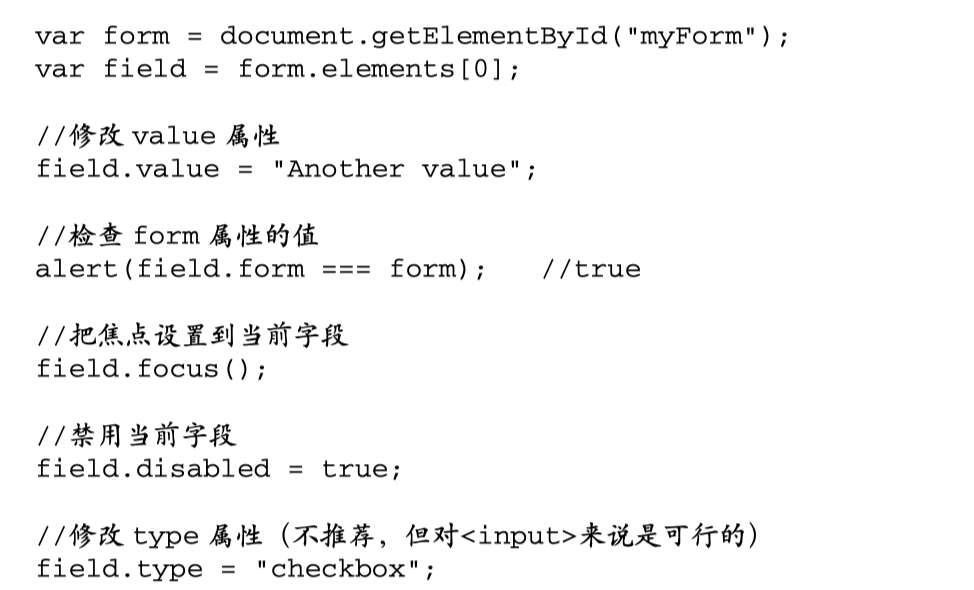 var form = document.getElementById("myForm");
var field = form.elements[0];
//修改 value 属性
field.value = "Another value";
//检查 form 属性的值
alert(field.form === form);   //true
//把焦点设置到当前字段
field.focus();
//禁用当前字段
field.disabled = true;
//修改 type 属性（不推荐，但对<input>来说是可行的）
field.type = "checkbox";